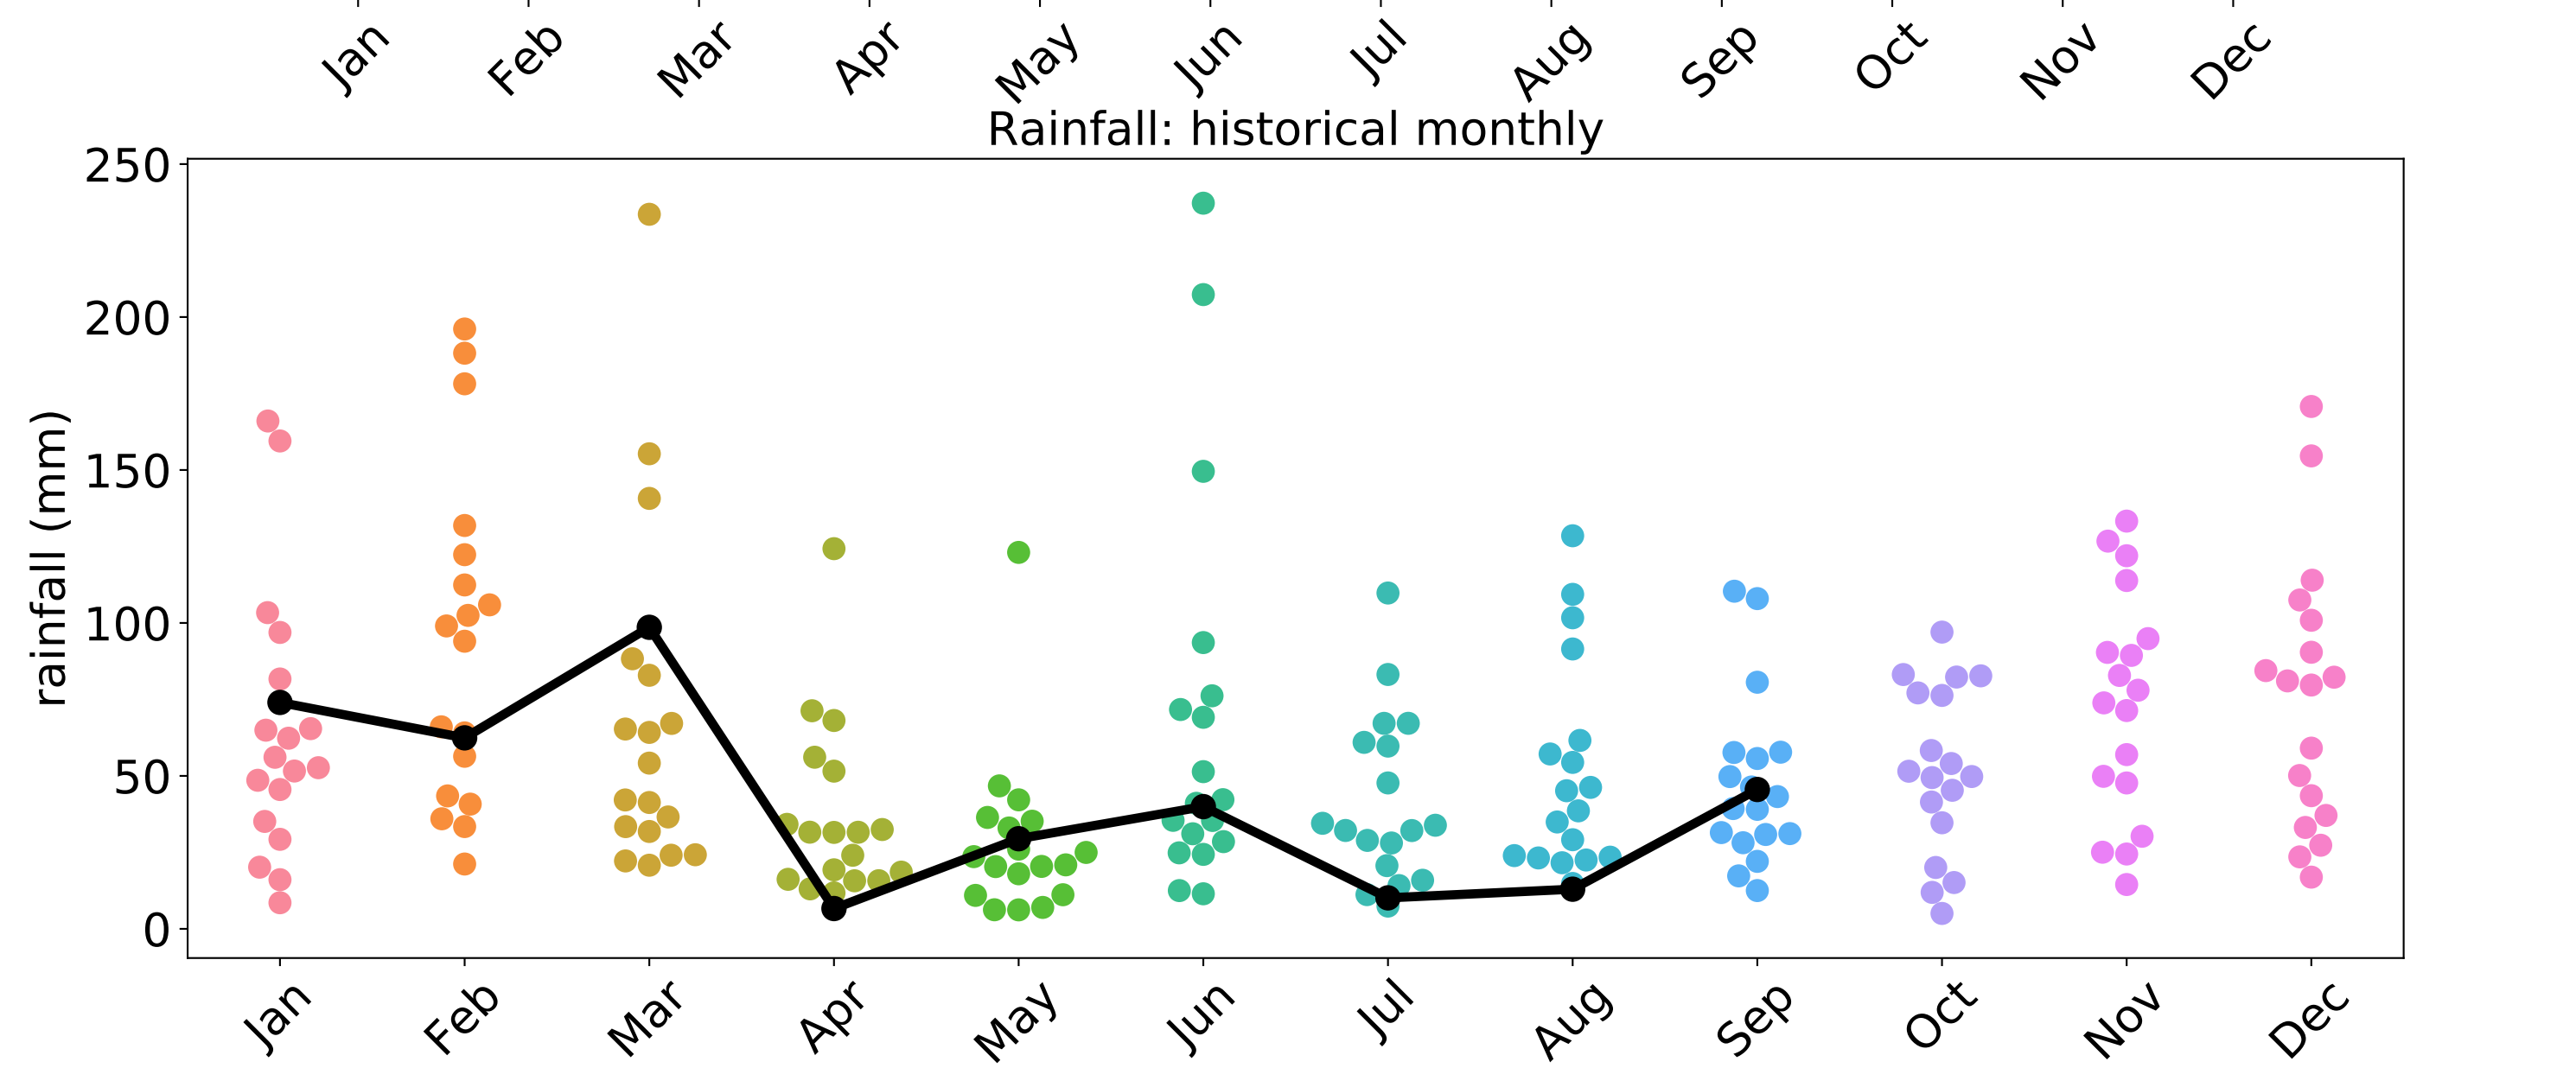 Jan Feb Mar Apr May Jun Jul Aug Sep Oct Nov Dec
Rainfall: historical monthly
250
200
150
100
50
0
rainfall (mm)
Jan Feb Mar Apr May Jun Jul Aug Sep Oct Nov Dec